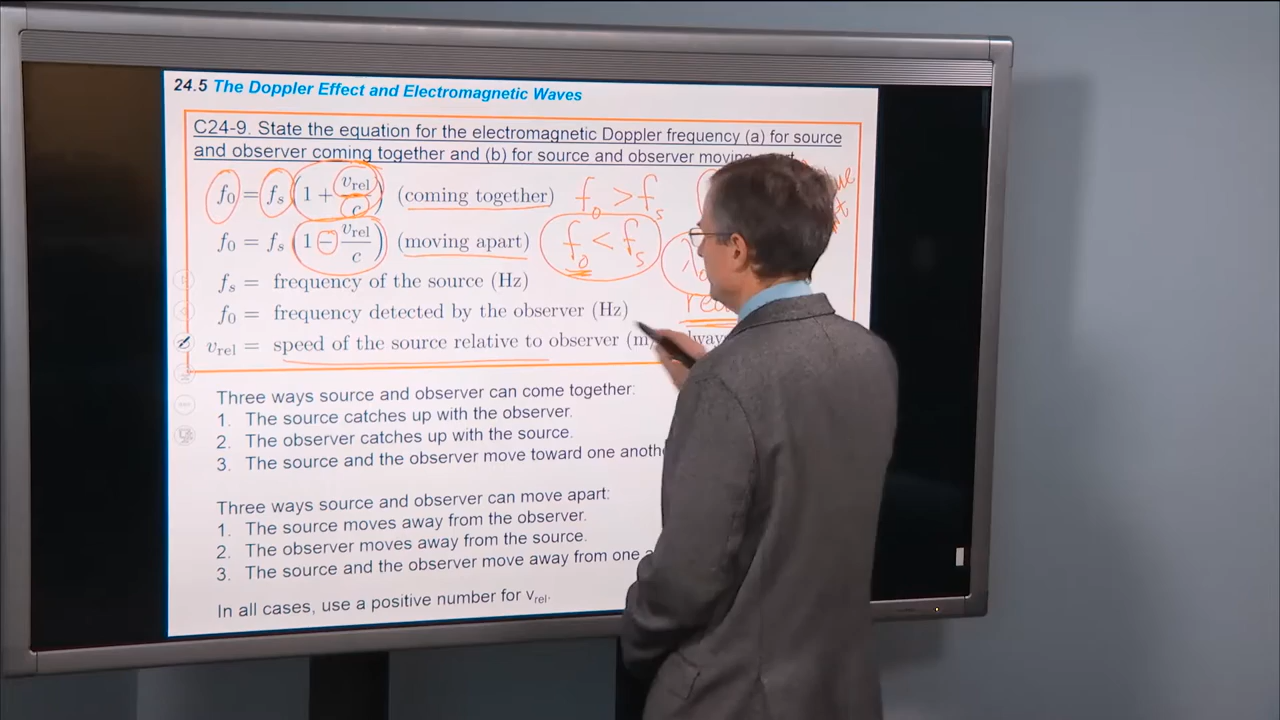 24.5 The Doppler Effect and Electromagnetic Waves
C24-9. State the equation for the electromagnetic Doppler frequency (a) for source
and observer coming together and (b) for source and observer
f₀ = fₛ(1 + v_rel/c) (coming together) f₀ > fₛ
f₀ = fₛ(1 − v_rel/c) (moving apart) f₀ < fₛ
fₛ = frequency of the source (Hz)
f₀ = frequency detected by the observer (Hz)
v_rel = speed of the source relative to observer
Three ways source and observer can come together:
1. The source catches up with the observer.
2. The observer catches up with the source.
3. The source and the observer move toward one
Three ways source and observer can move apart:
1. The source moves away from the observer.
2. The observer moves away from the source.
3. The source and the observer move away from one
In all cases, use a positive number for v_rel.